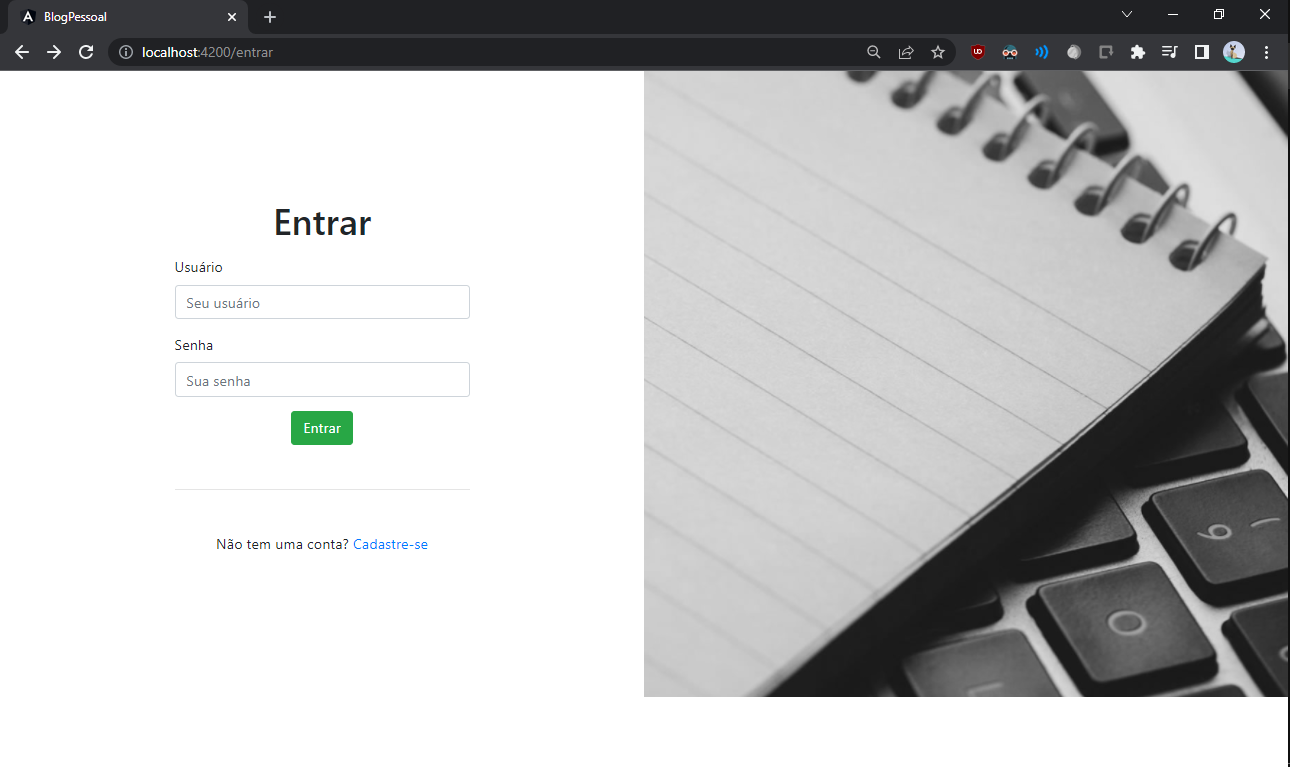 BlogPessoal
localhost:4200/entrar
Entrar
Usuário
Seu usuário
Senha
Sua senha
Entrar
Não tem uma conta? Cadastre-se